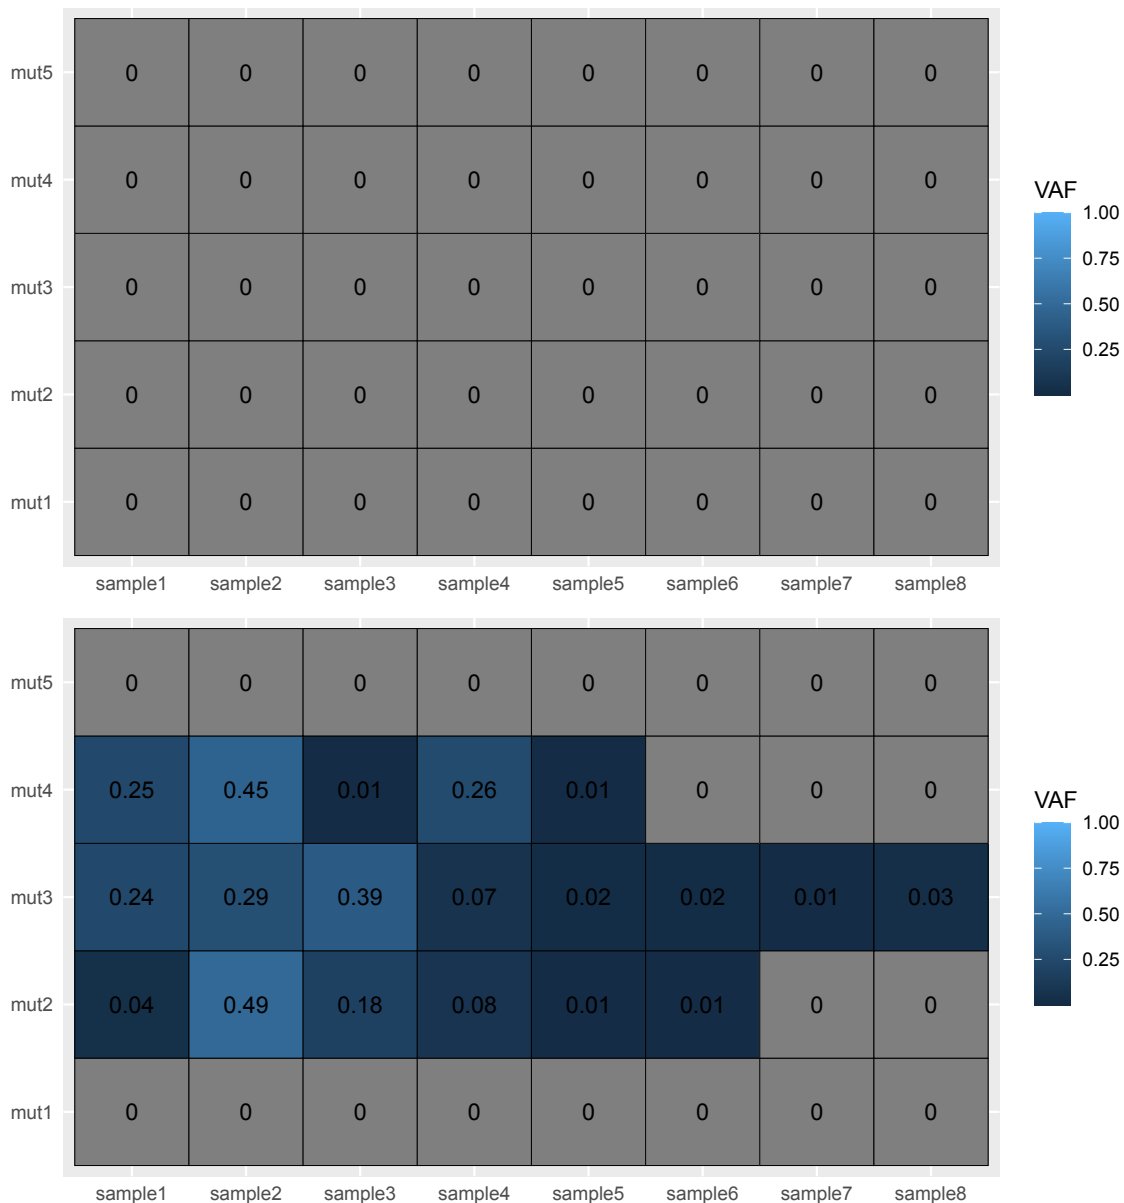 mut5 0 0 0 0 0 0 0 0
mut4 0 0 0 0 0 0 0 0
mut3 0 0 0 0 0 0 0 0
mut2 0 0 0 0 0 0 0 0
mut1 0 0 0 0 0 0 0 0
sample1 sample2 sample3 sample4 sample5 sample6 sample7 sample8
VAF
1.00
0.75
0.50
0.25
mut5 0 0 0 0 0 0 0 0
mut4 0.25 0.45 0.01 0.26 0.01 0 0 0
mut3 0.24 0.29 0.39 0.07 0.02 0.02 0.01 0.03
mut2 0.04 0.49 0.18 0.08 0.01 0.01 0 0
mut1 0 0 0 0 0 0 0 0
sample1 sample2 sample3 sample4 sample5 sample6 sample7 sample8
VAF
1.00
0.75
0.50
0.25